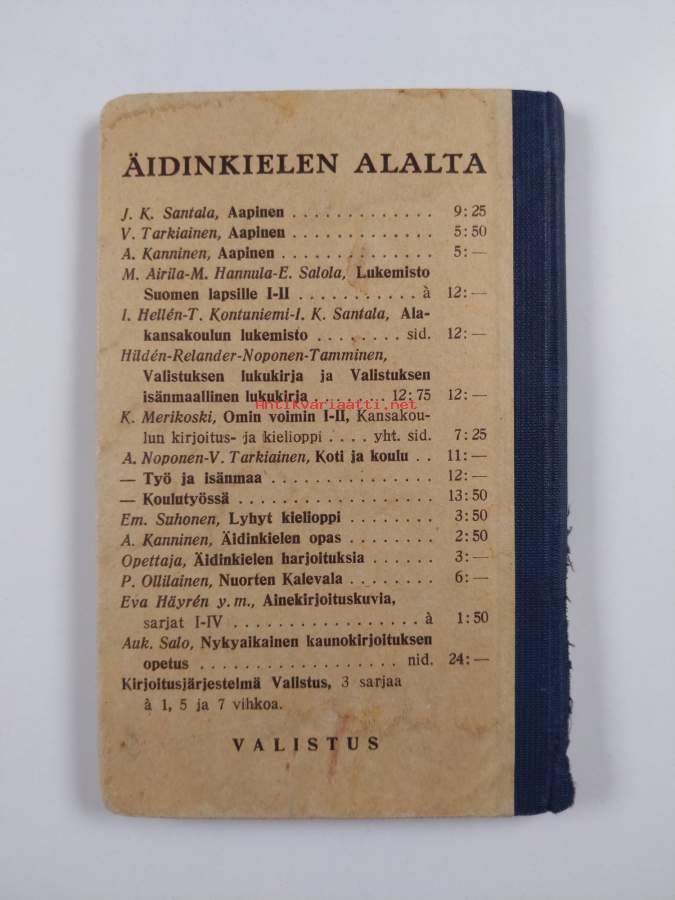 ÄIDINKIELEN ALALTA
J. K. Santala, Aapinen . . . . . . . . . . . . . 9: 25
V. Tarkiainen, Aapinen . . . . . . . . . . . . . 5: 50
A. Kanninen, Aapinen . . . . . . . . . . . . . . 5: —
M. Airila-M. Hannula-E. Salola, Lukemisto
Suomen lapsille I-II . . . . . . . . . . . à 12: —
I. Hellén-T. Kontuniemi-I. K. Santala, Ala-
kansakoulun lukemisto . . . . . . . . sid. 12: —
Hildén-Relander-Noponen-Tamminen,
Valistuksen lukukirja ja Valistuksen
isänmaallinen lukukirja . . . . . . . 12: 75 12: —
Antikvariaatti.net
K. Merikoski, Omin voimin I-II, Kansakou-
lun kirjoitus- ja kielioppi . . . . yht. sid. 7: 25
A. Noponen-V. Tarkiainen, Koti ja koulu . . 11: —
— Työ ja isänmaa . . . . . . . . . . . . . . . 12: —
— Koulutyössä . . . . . . . . . . . . . . . . . 13: 50
Em. Suhonen, Lyhyt kielioppi . . . . . . . . 3: 50
A. Kanninen, Äidinkielen opas . . . . . . . . 2: 50
Opettaja, Äidinkielen harjoituksia . . . . . . 3: —
P. Ollilainen, Nuorten Kalevala . . . . . . . . 6: —
Eva Häyrén y. m., Ainekirjoituskuvia,
sarjat I-IV . . . . . . . . . . . . . . . . . à 1: 50
Auk. Salo, Nykyaikainen kaunokirjoituksen
opetus . . . . . . . . . . . . . . . . . . nid. 24: —
Kirjoitusjärjestelmä Valistus, 3 sarjaa
à 1, 5 ja 7 vihkoa.
VALISTUS